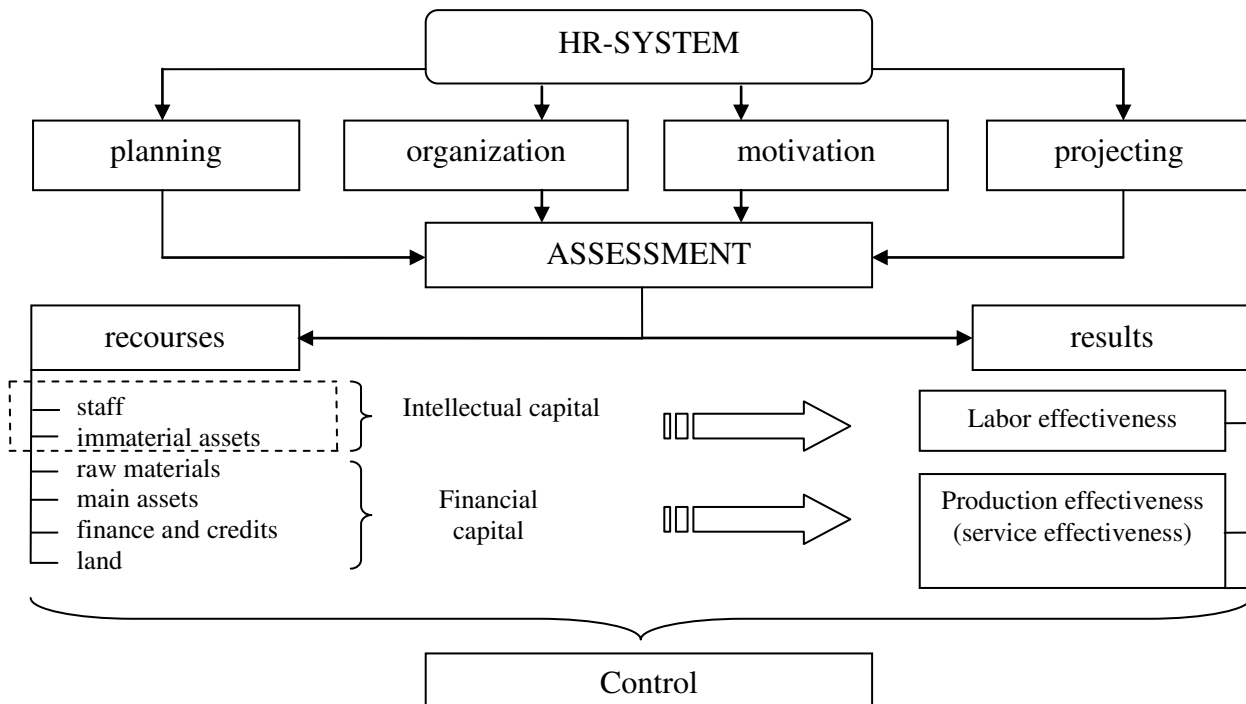 HR-SYSTEM
planning
organization
motivation
projecting
ASSESSMENT
recourses
results
staff
immaterial assets
raw materials
main assets
finance and credits
land
Intellectual capital
Financial
capital
Labor effectiveness
Production effectiveness
(service effectiveness)
Control